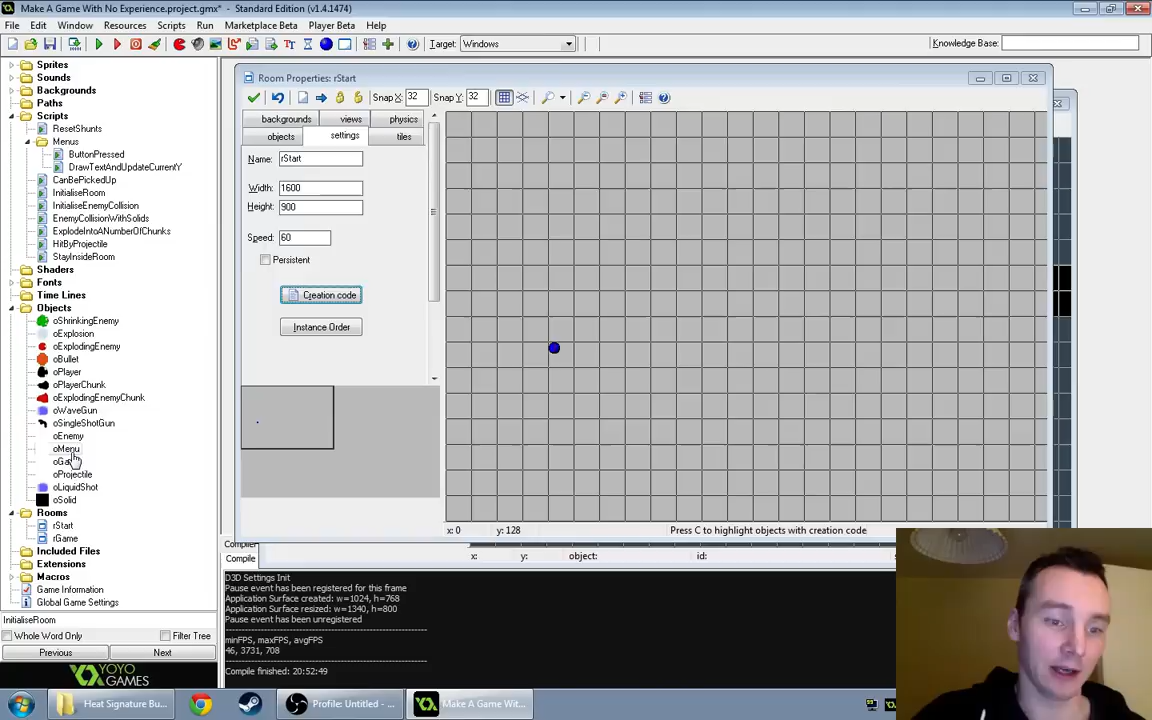 Make A Game With No Experience.project.gmx* - Standard Edition (v1.4.1474)
File Edit Window Resources Scripts Run Marketplace Beta Player Beta Help
Target: Windows
Knowledge Base:
Sprites
Sounds
Backgrounds
Paths
Scripts
ResetShunts
Menus
ButtonPressed
DrawTextAndUpdateCurrentY
CanBePickedUp
InitialiseRoom
InitialiseEnemyCollision
EnemyCollisionWithSolids
ExplodeIntoANumberOfChunks
HitByProjectile
StayInsideRoom
Shaders
Fonts
Time Lines
Objects
oShrinkingEnemy
oExplosion
oExplodingEnemy
oBullet
oPlayer
oPlayerChunk
oExplodingEnemyChunk
oWaveGun
oSingleShotGun
oEnemy
oMenu
oProjectile
oLiquidShot
oSolid
Rooms
rStart
rGame
Included Files
Extensions
Macros
Game Information
Global Game Settings
InitialiseRoom
Whole Word Only Filter Tree
Previous Next
YOYO
GAMES
Room Properties: rStart
Snap X: 32 Snap Y: 32
backgrounds views physics
objects settings tiles
Name: rStart
Width: 1600
Height: 900
Speed: 60
Persistent
Creation code
Instance Order
x: 0 y: 128 Press C to highlight objects with creation code
Compile
x: y: object: id:
Compile
D3D Settings Init
Pause event has been registered for this frame
Application Surface created: w=1024, h=768
Application Surface resized: w=1340, h=800
Pause event has been unregistered
minFPS, maxFPS, avgFPS
46, 3731, 708
Compile finished: 20:52:49
Heat Signature Bu...
Profile: Untitled - ...
Make A Game Wit...